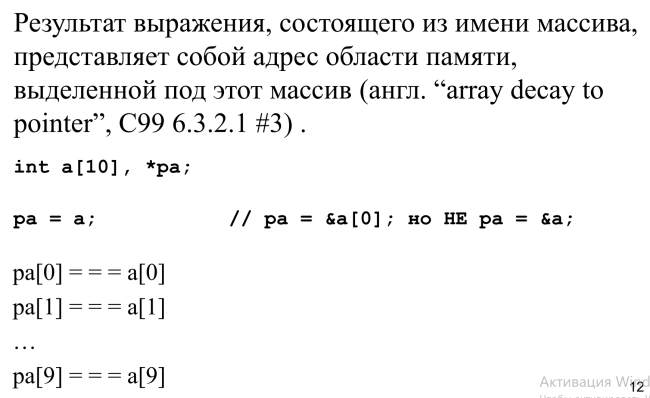 Результат выражения, состоящего из имени массива,
представляет собой адрес области памяти,
выделенной под этот массив (англ. “array decay to
pointer”, C99 6.3.2.1 #3) .
int a[10], *pa;
pa = a; // pa = &a[0]; но НЕ pa = &a;
pa[0] = = = a[0]
pa[1] = = = a[1]
…
pa[9] = = = a[9]
Активация Wind
12